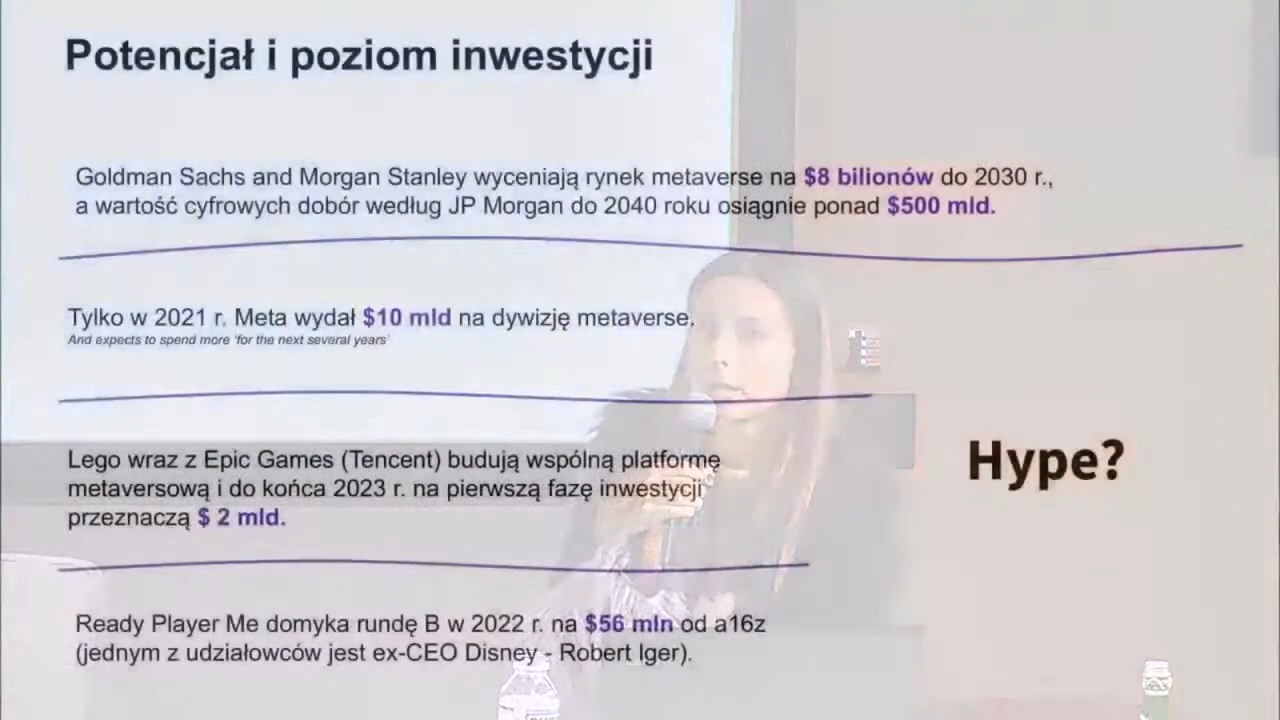 Potencjał i poziom inwestycji
Goldman Sachs and Morgan Stanley wyceniają rynek metaverse na $8 bilionów do 2030 r.,
a wartość cyfrowych dobór według JP Morgan do 2040 roku osiągnie ponad $500 mld.
Tylko w 2021 r. Meta wydał $10 mld na dywizję metaverse.
And expects to spend more 'for the next several years'
Lego wraz z Epic Games (Tencent) budują wspólną platformę
metaversową i do końca 2023 r. na pierwszą fazę inwestycji
przeznaczą $ 2 mld.
Hype?
Ready Player Me domyka rundę B w 2022 r. na $56 mln od a16z
(jednym z udziałowców jest ex-CEO Disney - Robert Iger).